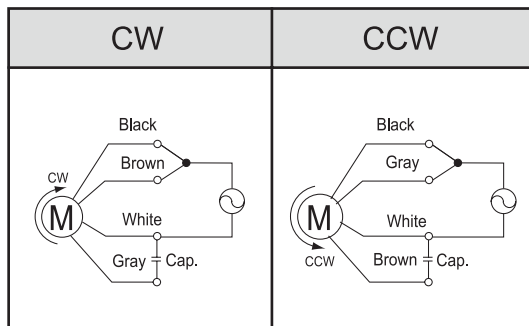 CW
CCW
Black
Brown
CW
M
White
Gray
Cap.
Black
Gray
M
White
CCW
Brown
Cap.